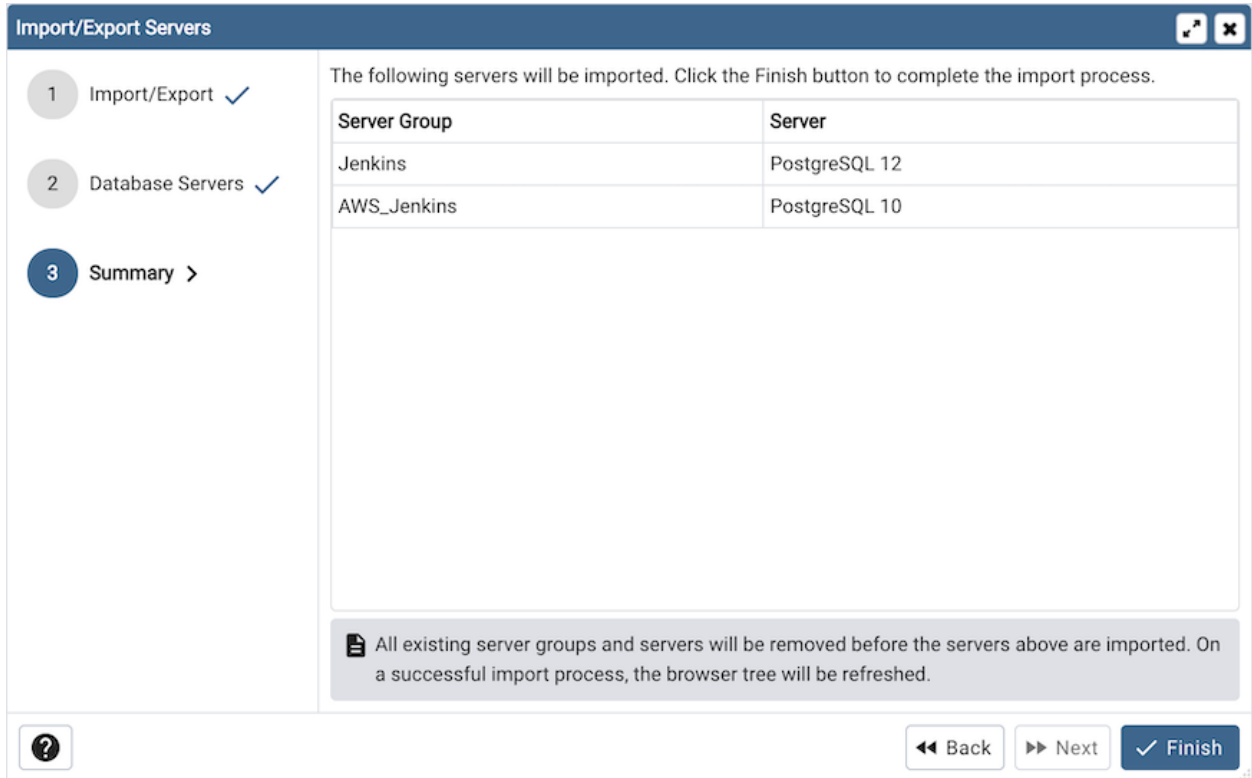 Import/Export Servers
1 Import/Export
2 Database Servers
3 Summary
The following servers will be imported. Click the Finish button to complete the import process.
Server Group Server
Jenkins PostgreSQL 12
AWS_Jenkins PostgreSQL 10
All existing server groups and servers will be removed before the servers above are imported. On
a successful import process, the browser tree will be refreshed.
? Back Next Finish